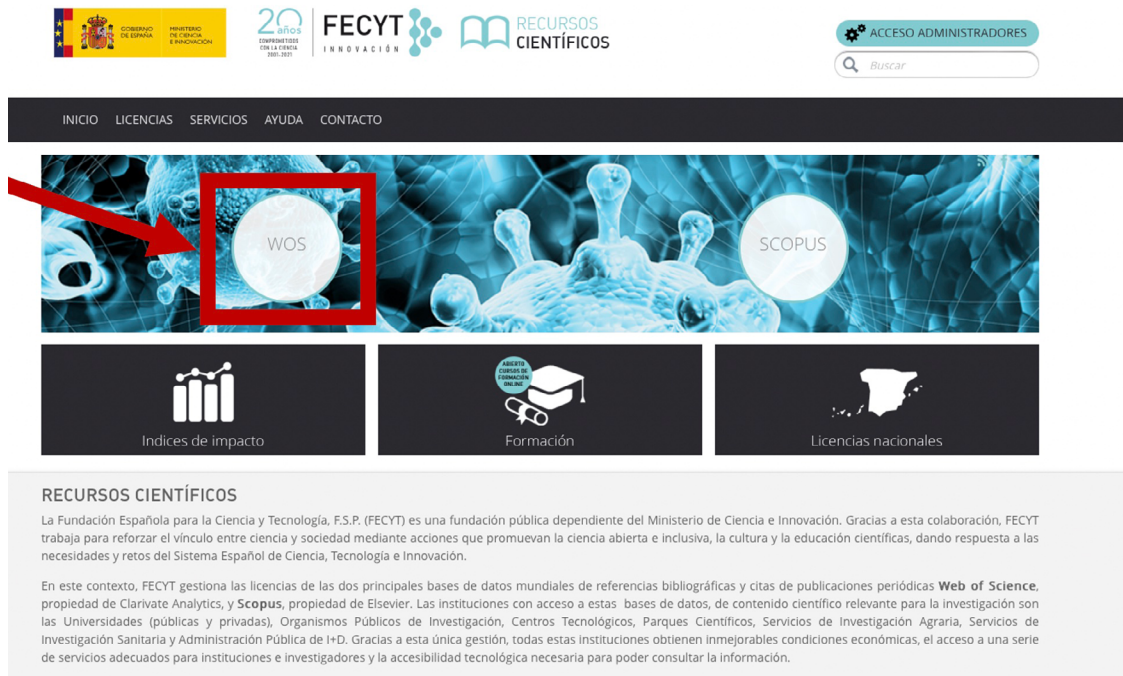 GOBIERNO
DE ESPAÑA
MINISTERIO
DE CIENCIA
E INNOVACIÓN
20 años
COMPROMETIDOS
CON LA CIENCIA
2001-2021
FECYT
INNOVACIÓN
RECURSOS
CIENTÍFICOS
ACCESO ADMINISTRADORES
Buscar
INICIO LICENCIAS SERVICIOS AYUDA CONTACTO
WOS SCOPUS
ABIERTO
CURSOS DE
FORMACIÓN
ONLINE
Indices de impacto Formación Licencias nacionales
RECURSOS CIENTÍFICOS
La Fundación Española para la Ciencia y Tecnología, F.S.P. (FECYT) es una fundación pública dependiente del Ministerio de Ciencia e Innovación. Gracias a esta colaboración, FECYT
trabaja para reforzar el vínculo entre ciencia y sociedad mediante acciones que promuevan la ciencia abierta e inclusiva, la cultura y la educación científicas, dando respuesta a las
necesidades y retos del Sistema Español de Ciencia, Tecnología e Innovación.
En este contexto, FECYT gestiona las licencias de las dos principales bases de datos mundiales de referencias bibliográficas y citas de publicaciones periódicas Web of Science,
propiedad de Clarivate Analytics, y Scopus, propiedad de Elsevier. Las instituciones con acceso a estas bases de datos, de contenido científico relevante para la investigación son
las Universidades (públicas y privadas), Organismos Públicos de Investigación, Centros Tecnológicos, Parques Científicos, Servicios de Investigación Agraria, Servicios de
Investigación Sanitaria y Administración Pública de I+D. Gracias a esta única gestión, todas estas instituciones obtienen inmejorables condiciones económicas, el acceso a una serie
de servicios adecuados para instituciones e investigadores y la accesibilidad tecnológica necesaria para poder consultar la información.